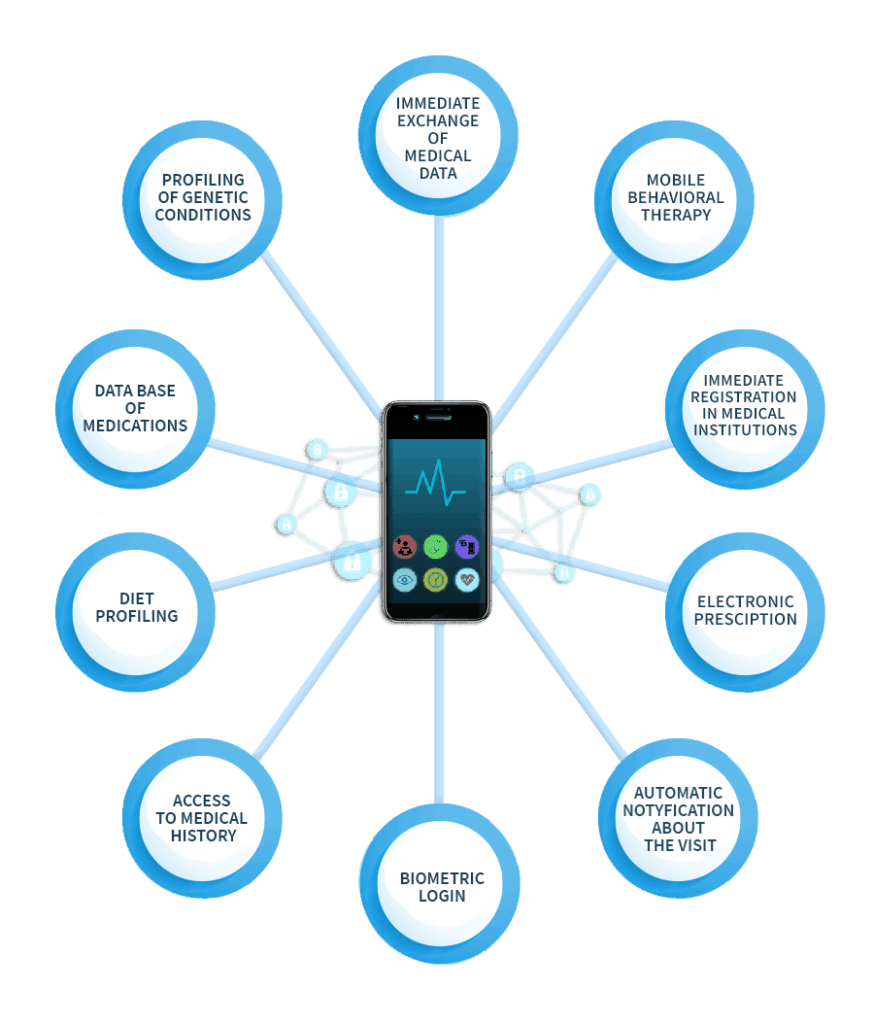 IMMEDIATE
EXCHANGE
OF
MEDICAL
DATA
MOBILE
BEHAVIORAL
THERAPY
IMMEDIATE
REGISTRATION
IN MEDICAL
INSTITUTIONS
ELECTRONIC
PRESCIPTION
AUTOMATIC
NOTYFICATION
ABOUT
THE VISIT
BIOMETRIC
LOGIN
ACCESS
TO MEDICAL
HISTORY
DIET
PROFILING
DATA BASE
OF
MEDICATIONS
PROFILING
OF GENETIC
CONDITIONS